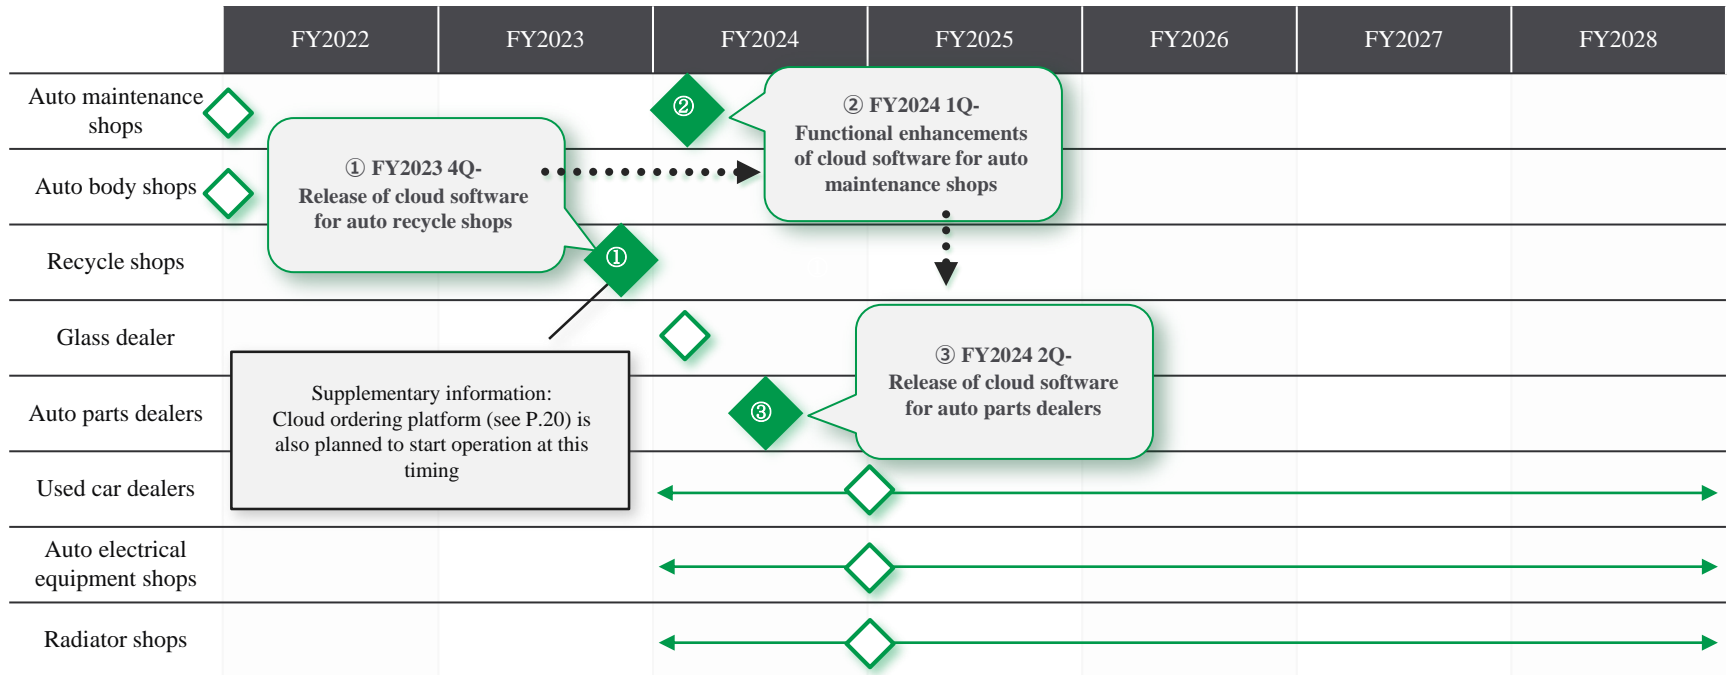 FY2022 FY2023 FY2024 FY2025 FY2026 FY2027 FY2028
Auto maintenance
shops
②
② FY2024 1Q-
Functional enhancements
of cloud software for auto
maintenance shops
Auto body shops
① FY2023 4Q-
Release of cloud software
for auto recycle shops
Recycle shops
①
Glass dealer
Supplementary information:
Cloud ordering platform (see P.20) is
also planned to start operation at this
timing
③ FY2024 2Q-
Release of cloud software
for auto parts dealers
Auto parts dealers
③
Used car dealers
Auto electrical
equipment shops
Radiator shops